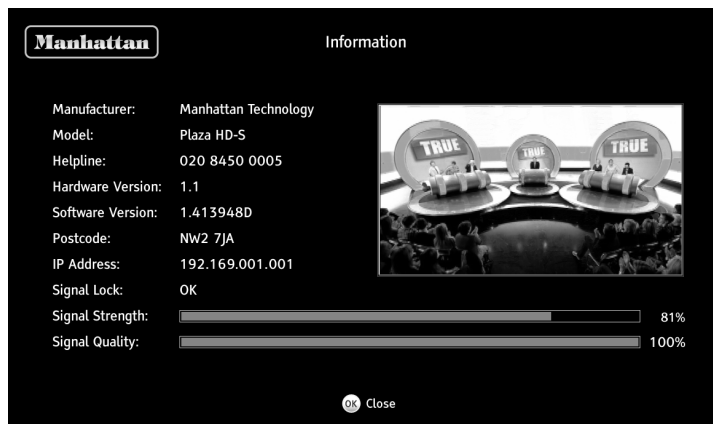 Manhattan
Information
Manufacturer: Manhattan Technology
Model: Plaza HD-S
Helpline: 020 8450 0005
Hardware Version: 1.1
Software Version: 1.413948D
Postcode: NW2 7JA
IP Address: 192.169.001.001
Signal Lock: OK
Signal Strength: 81%
Signal Quality: 100%
TRUE
TRUE
TRUE
OK Close